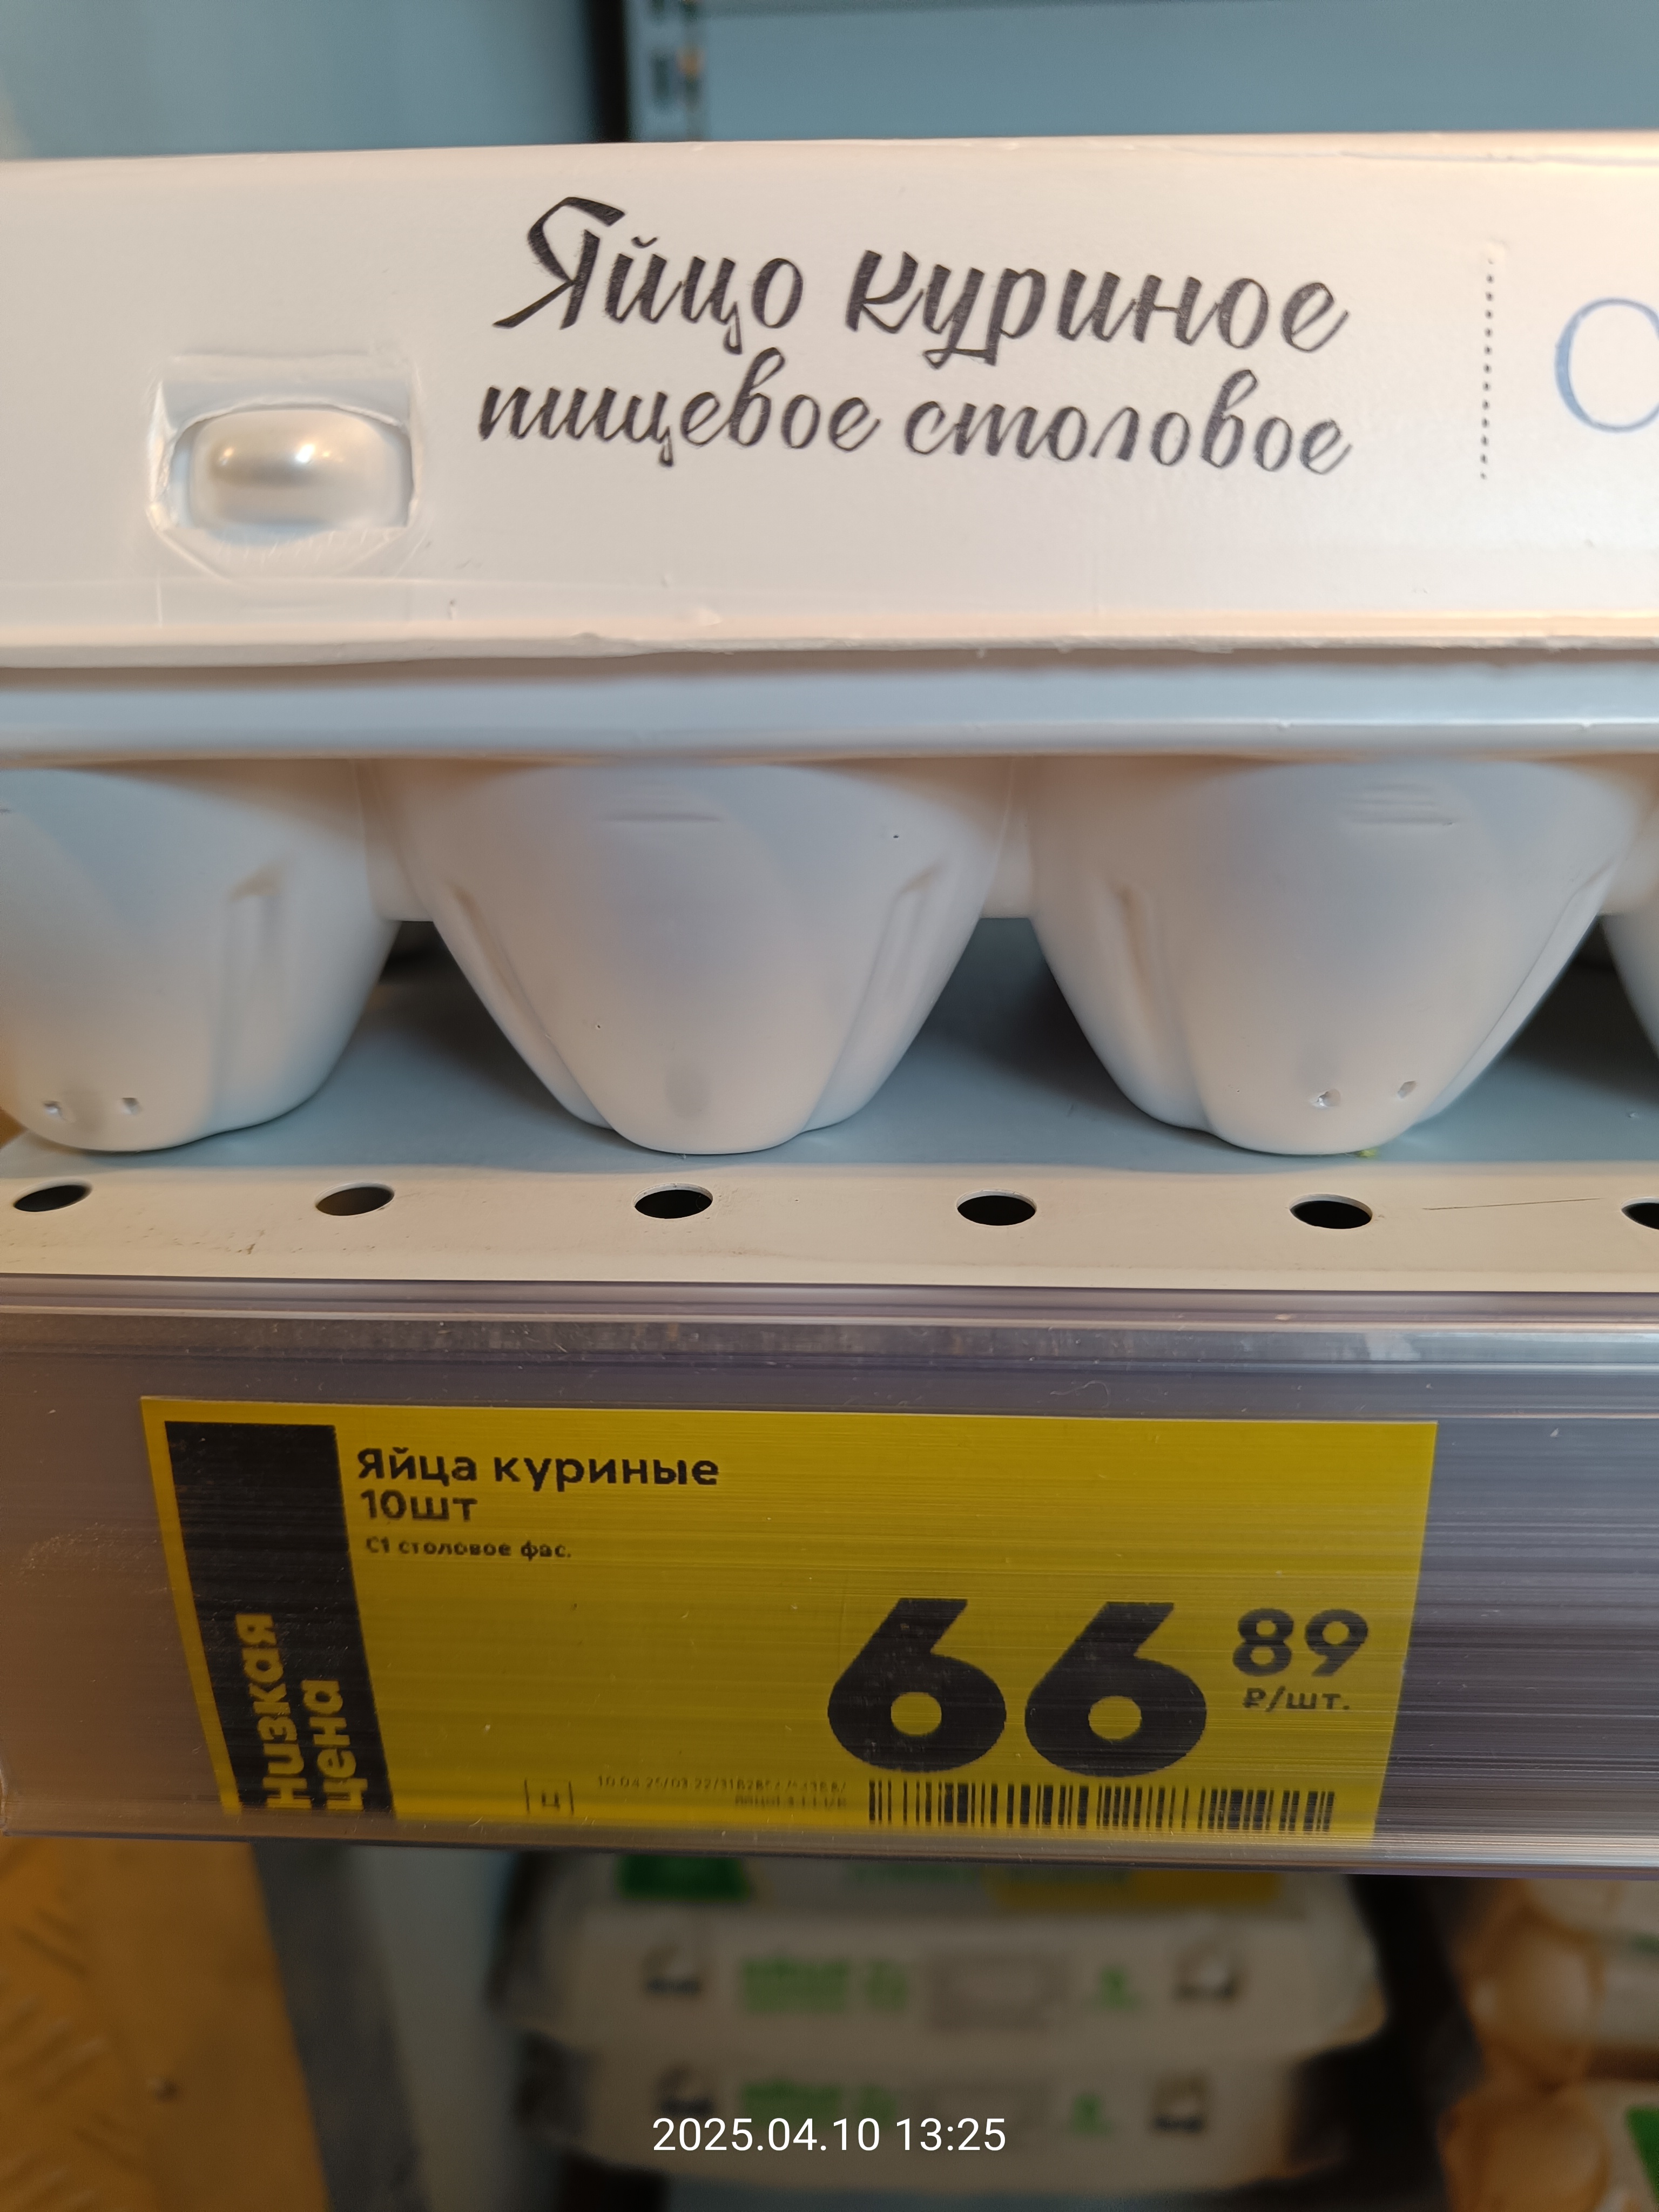 Яйцо куриное
пищевое столовое
Яйца куриные
10шт
С1 столовое фас.
Низкая
цена
66 89
₽/шт.
2025.04.10 13:25